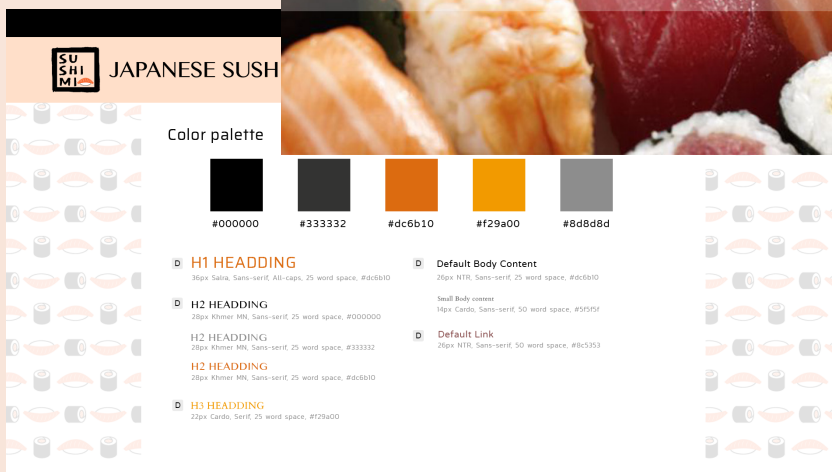 SU
SHI
MI
JAPANESE SUSH
Color palette
#000000
#333332
#dc6b10
#f29a00
#8d8d8d
D
H1 HEADDING
36px Saira, Sans-serif, All-caps, 25 word space, #dc6b10
D
H2 HEADDING
28px Khmer MN, Sans-serif, 25 word space, #000000
H2 HEADDING
28px Khmer MN, Sans-serif, 25 word space, #333332
H2 HEADDING
28px Khmer MN, Sans-serif, 25 word space, #dc6b10
D
H3 HEADDING
22px Cardo, Serif, 25 word space, #f29a00
D
Default Body Content
26px NTR, Sans-serif, 25 word space, #dc6b10
Small Body content
14px Cardo, Sans-serif, 50 word space, #5f5f5f
D
Default Link
26px NTR, Sans-serif, 50 word space, #8c5353